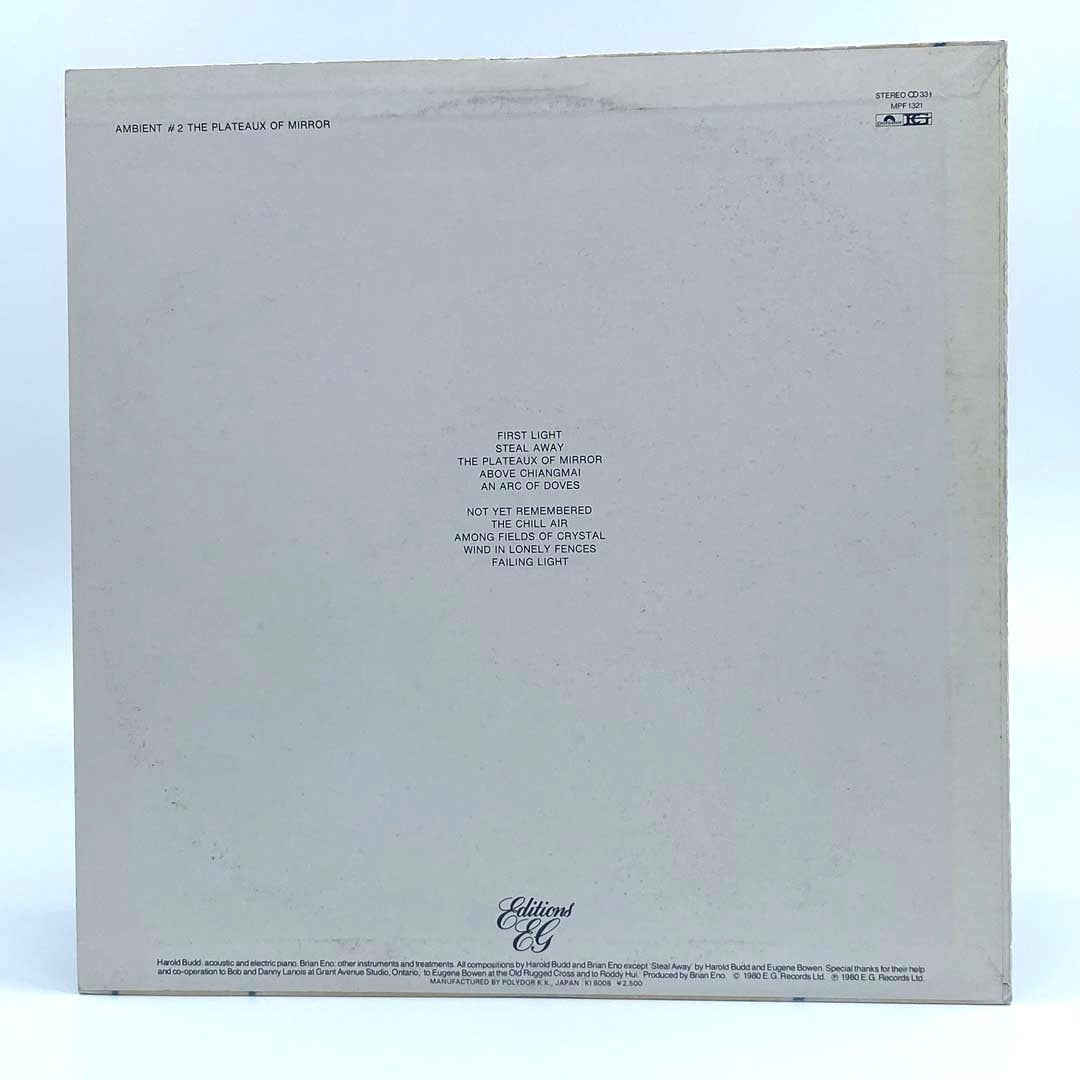 AMBIENT #2 THE PLATEAUX OF MIRROR
STEREO 33⅓
MPF 1321
EG
FIRST LIGHT
STEAL AWAY
THE PLATEAUX OF MIRROR
ABOVE CHIANGMAI
AN ARC OF DOVES
NOT YET REMEMBERED
THE CHILL AIR
AMONG FIELDS OF CRYSTAL
WIND IN LONELY FENCES
FAILING LIGHT
Editions
EG
Harold Budd: acoustic and electric piano. Brian Eno: other instruments and treatments. All compositions by Harold Budd and Brian Eno except 'Steal Away' by Harold Budd and Eugene Bowen. Special thanks for their help
and co-operation to Bob and Danny Lanois at Grant Avenue Studio, Ontario, to Eugene Bowen at the Old Rugged Cross and to Roddy Hui. Produced by Brian Eno. © 1980 E.G. Records Ltd. ℗ 1980 E.G. Records Ltd.
MANUFACTURED BY POLYDOR K.K., JAPAN KI 8008 ¥2,500